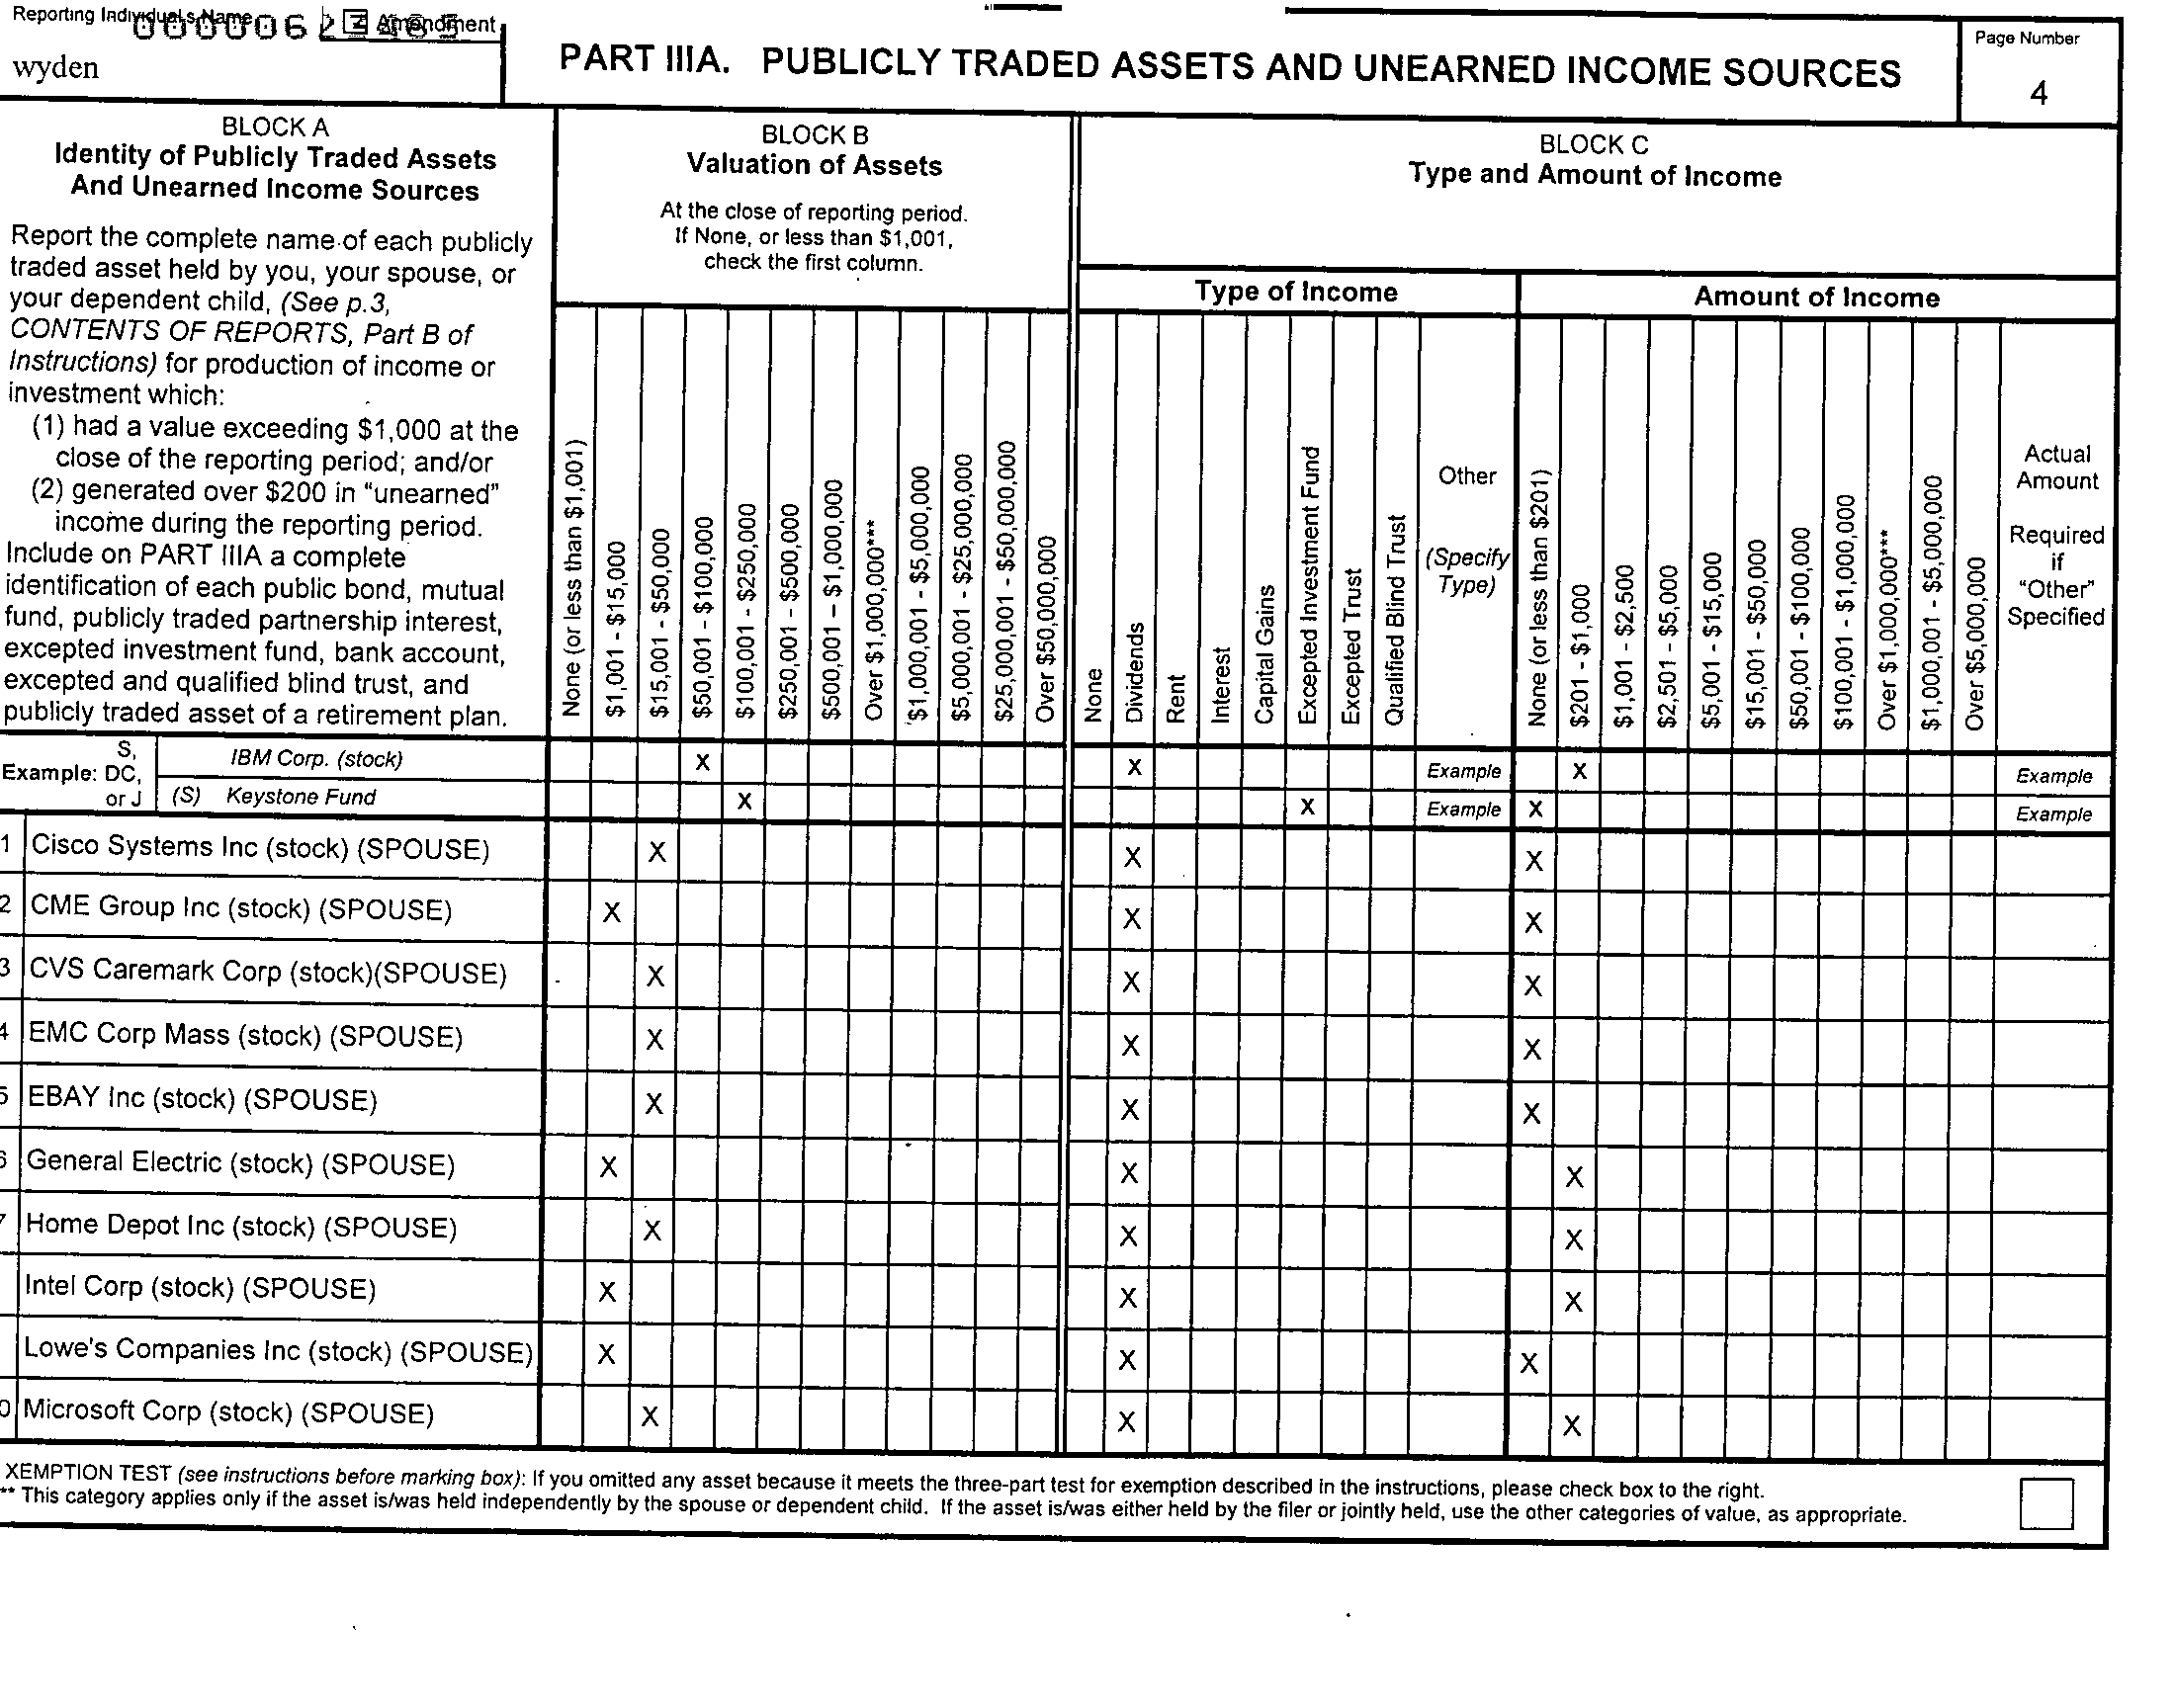 Reporting Individual's Name
Amendment
wyden
PART IIIA. PUBLICLY TRADED ASSETS AND UNEARNED INCOME SOURCES
Page Number
4
BLOCK A
Identity of Publicly Traded Assets
And Unearned Income Sources
Report the complete name of each publicly
traded asset held by you, your spouse, or
your dependent child, (See p.3,
CONTENTS OF REPORTS, Part B of
Instructions) for production of income or
investment which:
(1) had a value exceeding $1,000 at the
close of the reporting period; and/or
(2) generated over $200 in "unearned"
income during the reporting period.
Include on PART IIIA a complete
identification of each public bond, mutual
fund, publicly traded partnership interest,
excepted investment fund, bank account,
excepted and qualified blind trust, and
publicly traded asset of a retirement plan.
BLOCK B
Valuation of Assets
At the close of reporting period.
If None, or less than $1,001,
check the first column.
None (or less than $1,001)
$1,001 - $15,000
$15,001 - $50,000
$50,001 - $100,000
$100,001 - $250,000
$250,001 - $500,000
$500,001 – $1,000,000
Over $1,000,000***
$1,000,001 - $5,000,000
$5,000,001 - $25,000,000
$25,000,001 - $50,000,000
Over $50,000,000
BLOCK C
Type and Amount of Income
Type of Income
None
Dividends
Rent
Interest
Capital Gains
Excepted Investment Fund
Excepted Trust
Qualified Blind Trust
Other
(Specify
Type)
Amount of Income
None (or less than $201)
$201 - $1,000
$1,001 - $2,500
$2,501 - $5,000
$5,001 - $15,000
$15,001 - $50,000
$50,001 - $100,000
$100,001 - $1,000,000
Over $1,000,000***
$1,000,001 - $5,000,000
Over $5,000,000
Actual
Amount
Required
if
"Other"
Specified
Example: S, DC, or J
IBM Corp. (stock) X X Example X Example
(S) Keystone Fund X X Example X Example
1 Cisco Systems Inc (stock) (SPOUSE) X X X
2 CME Group Inc (stock) (SPOUSE) X X X
3 CVS Caremark Corp (stock)(SPOUSE) X X X
4 EMC Corp Mass (stock) (SPOUSE) X X X
5 EBAY Inc (stock) (SPOUSE) X X X
6 General Electric (stock) (SPOUSE) X X X
7 Home Depot Inc (stock) (SPOUSE) X X X
Intel Corp (stock) (SPOUSE) X X X
Lowe's Companies Inc (stock) (SPOUSE) X X X
0 Microsoft Corp (stock) (SPOUSE) X X X
XEMPTION TEST (see instructions before marking box): If you omitted any asset because it meets the three-part test for exemption described in the instructions, please check box to the right.
** This category applies only if the asset is/was held independently by the spouse or dependent child. If the asset is/was either held by the filer or jointly held, use the other categories of value, as appropriate.